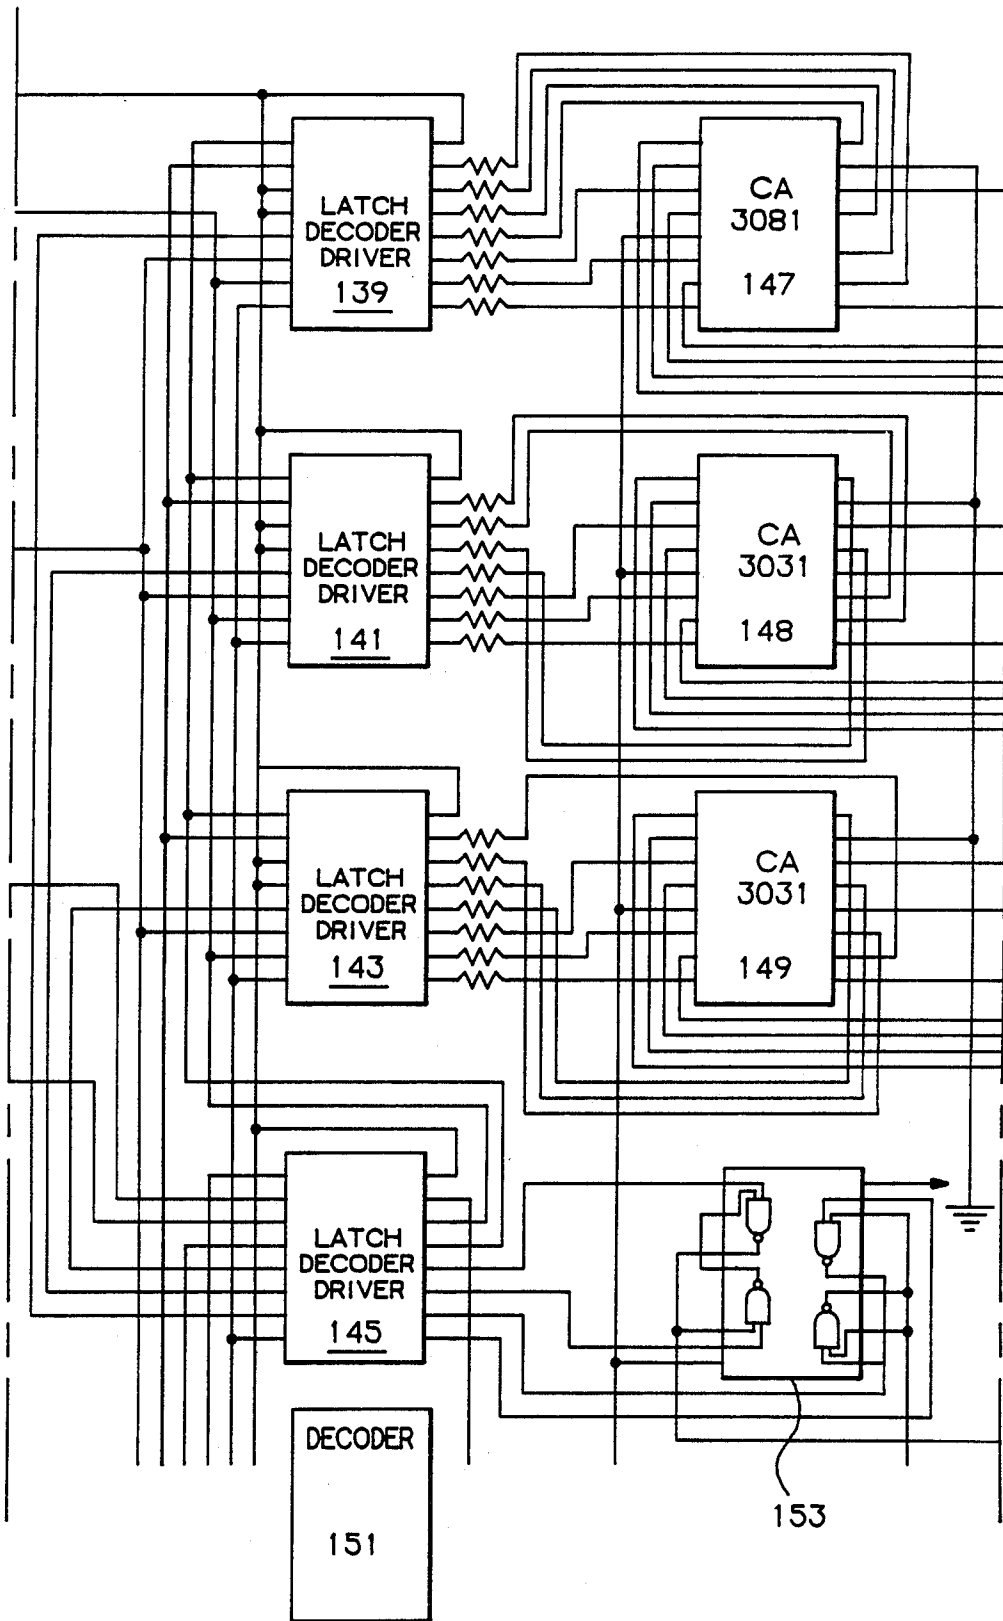 LATCH
DECODER
DRIVER
139
CA
3081
147
LATCH
DECODER
DRIVER
141
CA
3031
148
LATCH
DECODER
DRIVER
143
CA
3031
149
LATCH
DECODER
DRIVER
145
153
DECODER
151